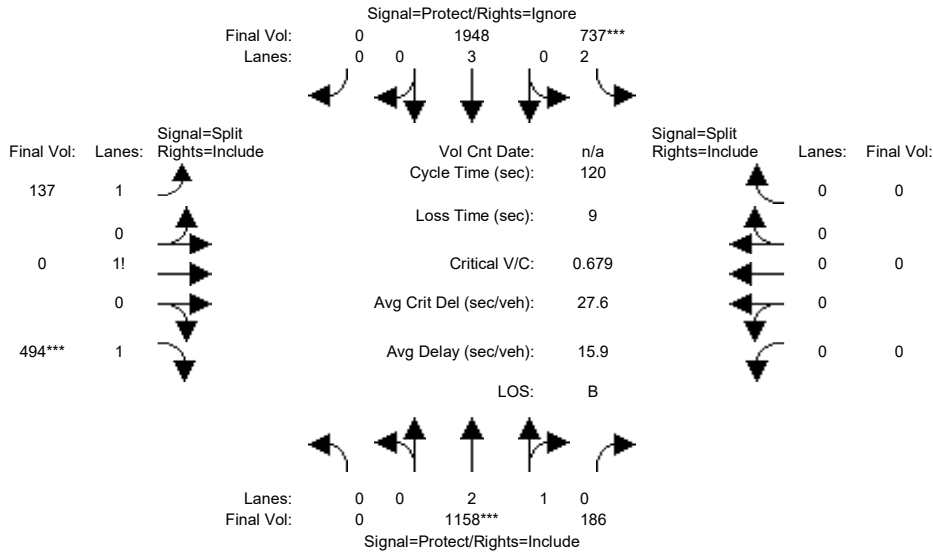 Signal=Protect/Rights=Ignore
Final Vol: 0 1948 737***
Lanes: 0 0 3 0 2
Signal=Split Signal=Split
Final Vol: Lanes: Rights=Include Vol Cnt Date: n/a Rights=Include Lanes: Final Vol:
Cycle Time (sec): 120
137 1 0 0
Loss Time (sec): 9
0 0
0 1! Critical V/C: 0.679 0 0
0 Avg Crit Del (sec/veh): 27.6 0
494*** 1 Avg Delay (sec/veh): 15.9 0 0
LOS: B
Lanes: 0 0 2 1 0
Final Vol: 0 1158*** 186
Signal=Protect/Rights=Include